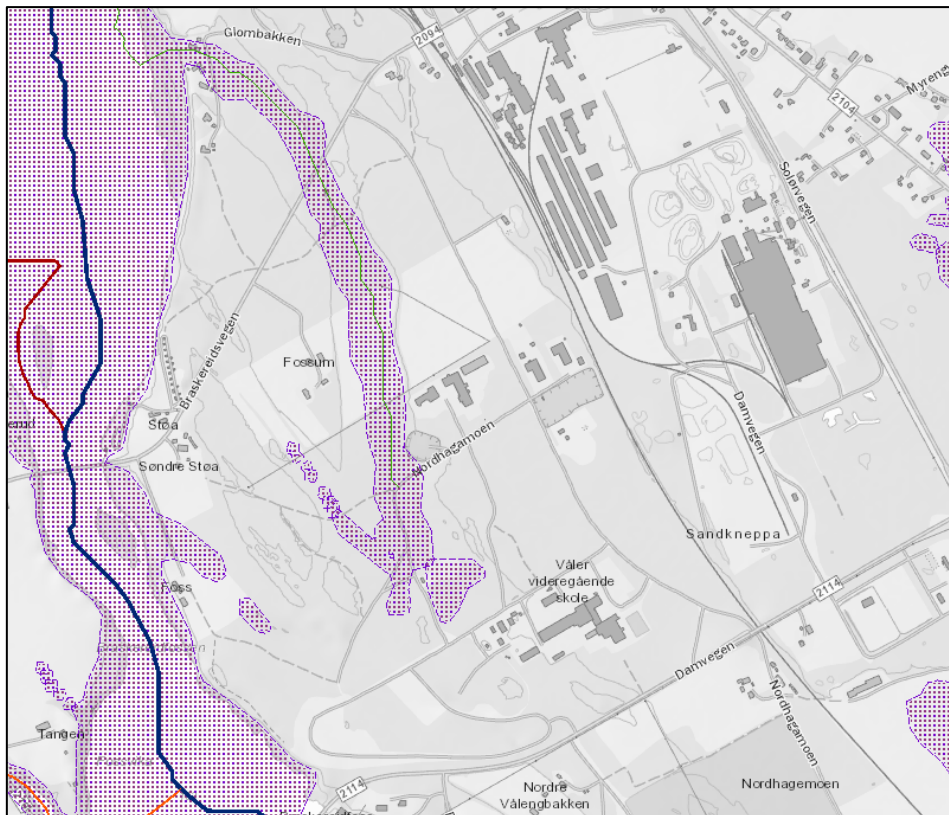 Glombakken
2094
Myreng
2104
Solørvegen
Braskereidsvegen
Fossum
Støa
Nordhagamoen
Søndre Støa
Damvegen
Sandkneppa
Våler
videregående
skole
2114
Foss
Damvegen
Nordhagamoen
Tangen
2114
Nordre
Vålengbakken
Nordhagemoen